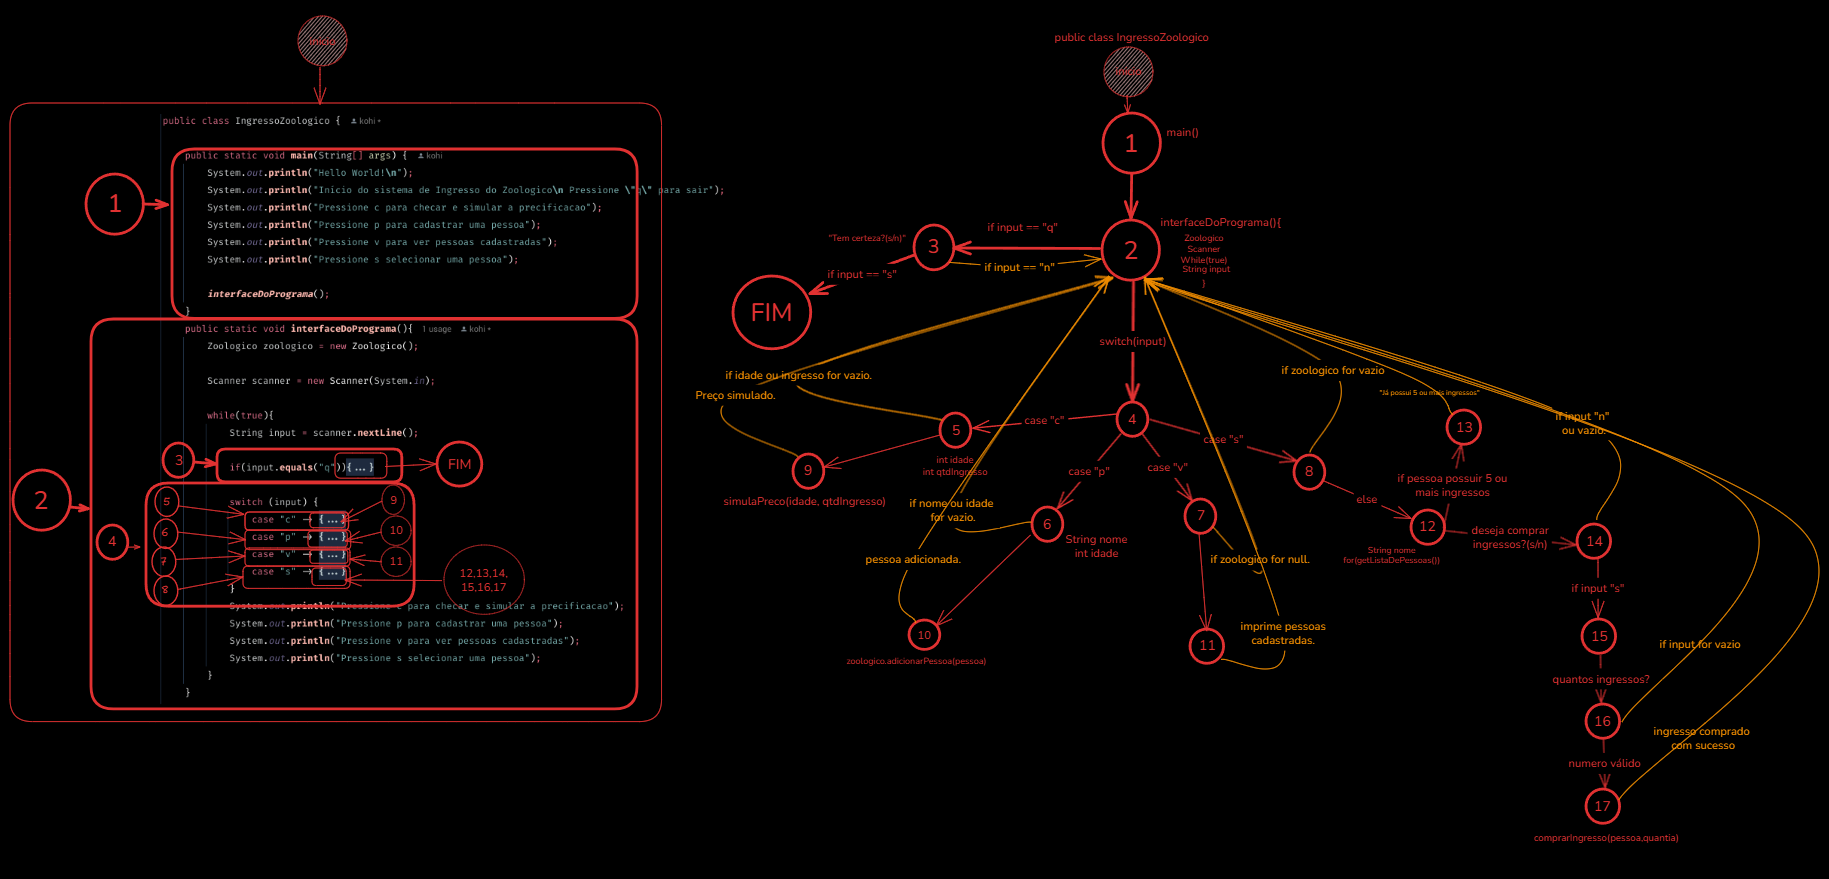 Início
public class IngressoZoologico { kohi
1
public static void main(String[] args) { kohi
System.out.println("Hello World!\n");
System.out.println("Início do sistema de Ingresso do Zoologico\n Pressione \"q\" para sair");
System.out.println("Pressione c para checar e simular a precificacao");
System.out.println("Pressione p para cadastrar uma pessoa");
System.out.println("Pressione v para ver pessoas cadastradas");
System.out.println("Pressione s selecionar uma pessoa");
interfaceDoPrograma();
}
2
public static void interfaceDoPrograma(){ 1 usage kohi
Zoologico zoologico = new Zoologico();
Scanner scanner = new Scanner(System.in);
while(true){
String input = scanner.nextLine();
3
if(input.equals("q")){...}
FIM
4
switch (input) {
5
case "c" → {...}
9
6
case "p" → {...}
10
7
case "v" → {...}
11
8
case "s" → {...}
12,13,14,
15,16,17
}
System.out.println("Pressione c para checar e simular a precificacao");
System.out.println("Pressione p para cadastrar uma pessoa");
System.out.println("Pressione v para ver pessoas cadastradas");
System.out.println("Pressione s selecionar uma pessoa");
}
}
public class IngressoZoologico
Início
1
main()
2
interfaceDoPrograma(){
Zoologico
Scanner
While(true)
String input
}
if input == "q"
"Tem certeza?(s/n)"
3
if input == "n"
if input == "s"
FIM
switch(input)
4
if idade ou ingresso for vazio.
Preço simulado.
case "c"
5
int idade
int qtdIngresso
9
simulaPreco(idade, qtdIngresso)
case "p"
if nome ou idade
for vazio.
6
String nome
int idade
pessoa adicionada.
10
zoologico.adicionarPessoa(pessoa)
case "v"
7
if zoologico for null.
imprime pessoas
cadastradas.
11
case "s"
if zoologico for vazio
8
else
12
String nome
for(getListaDePessoas())
"Já possui 5 ou mais ingressos"
13
if pessoa possuir 5 ou
mais ingressos
deseja comprar
ingressos?(s/n)
if input "n"
ou vazio.
14
if input "s"
15
quantos ingressos?
if input for vazio
16
ingresso comprado
com sucesso
numero válido
17
comprarIngresso(pessoa,quantia)